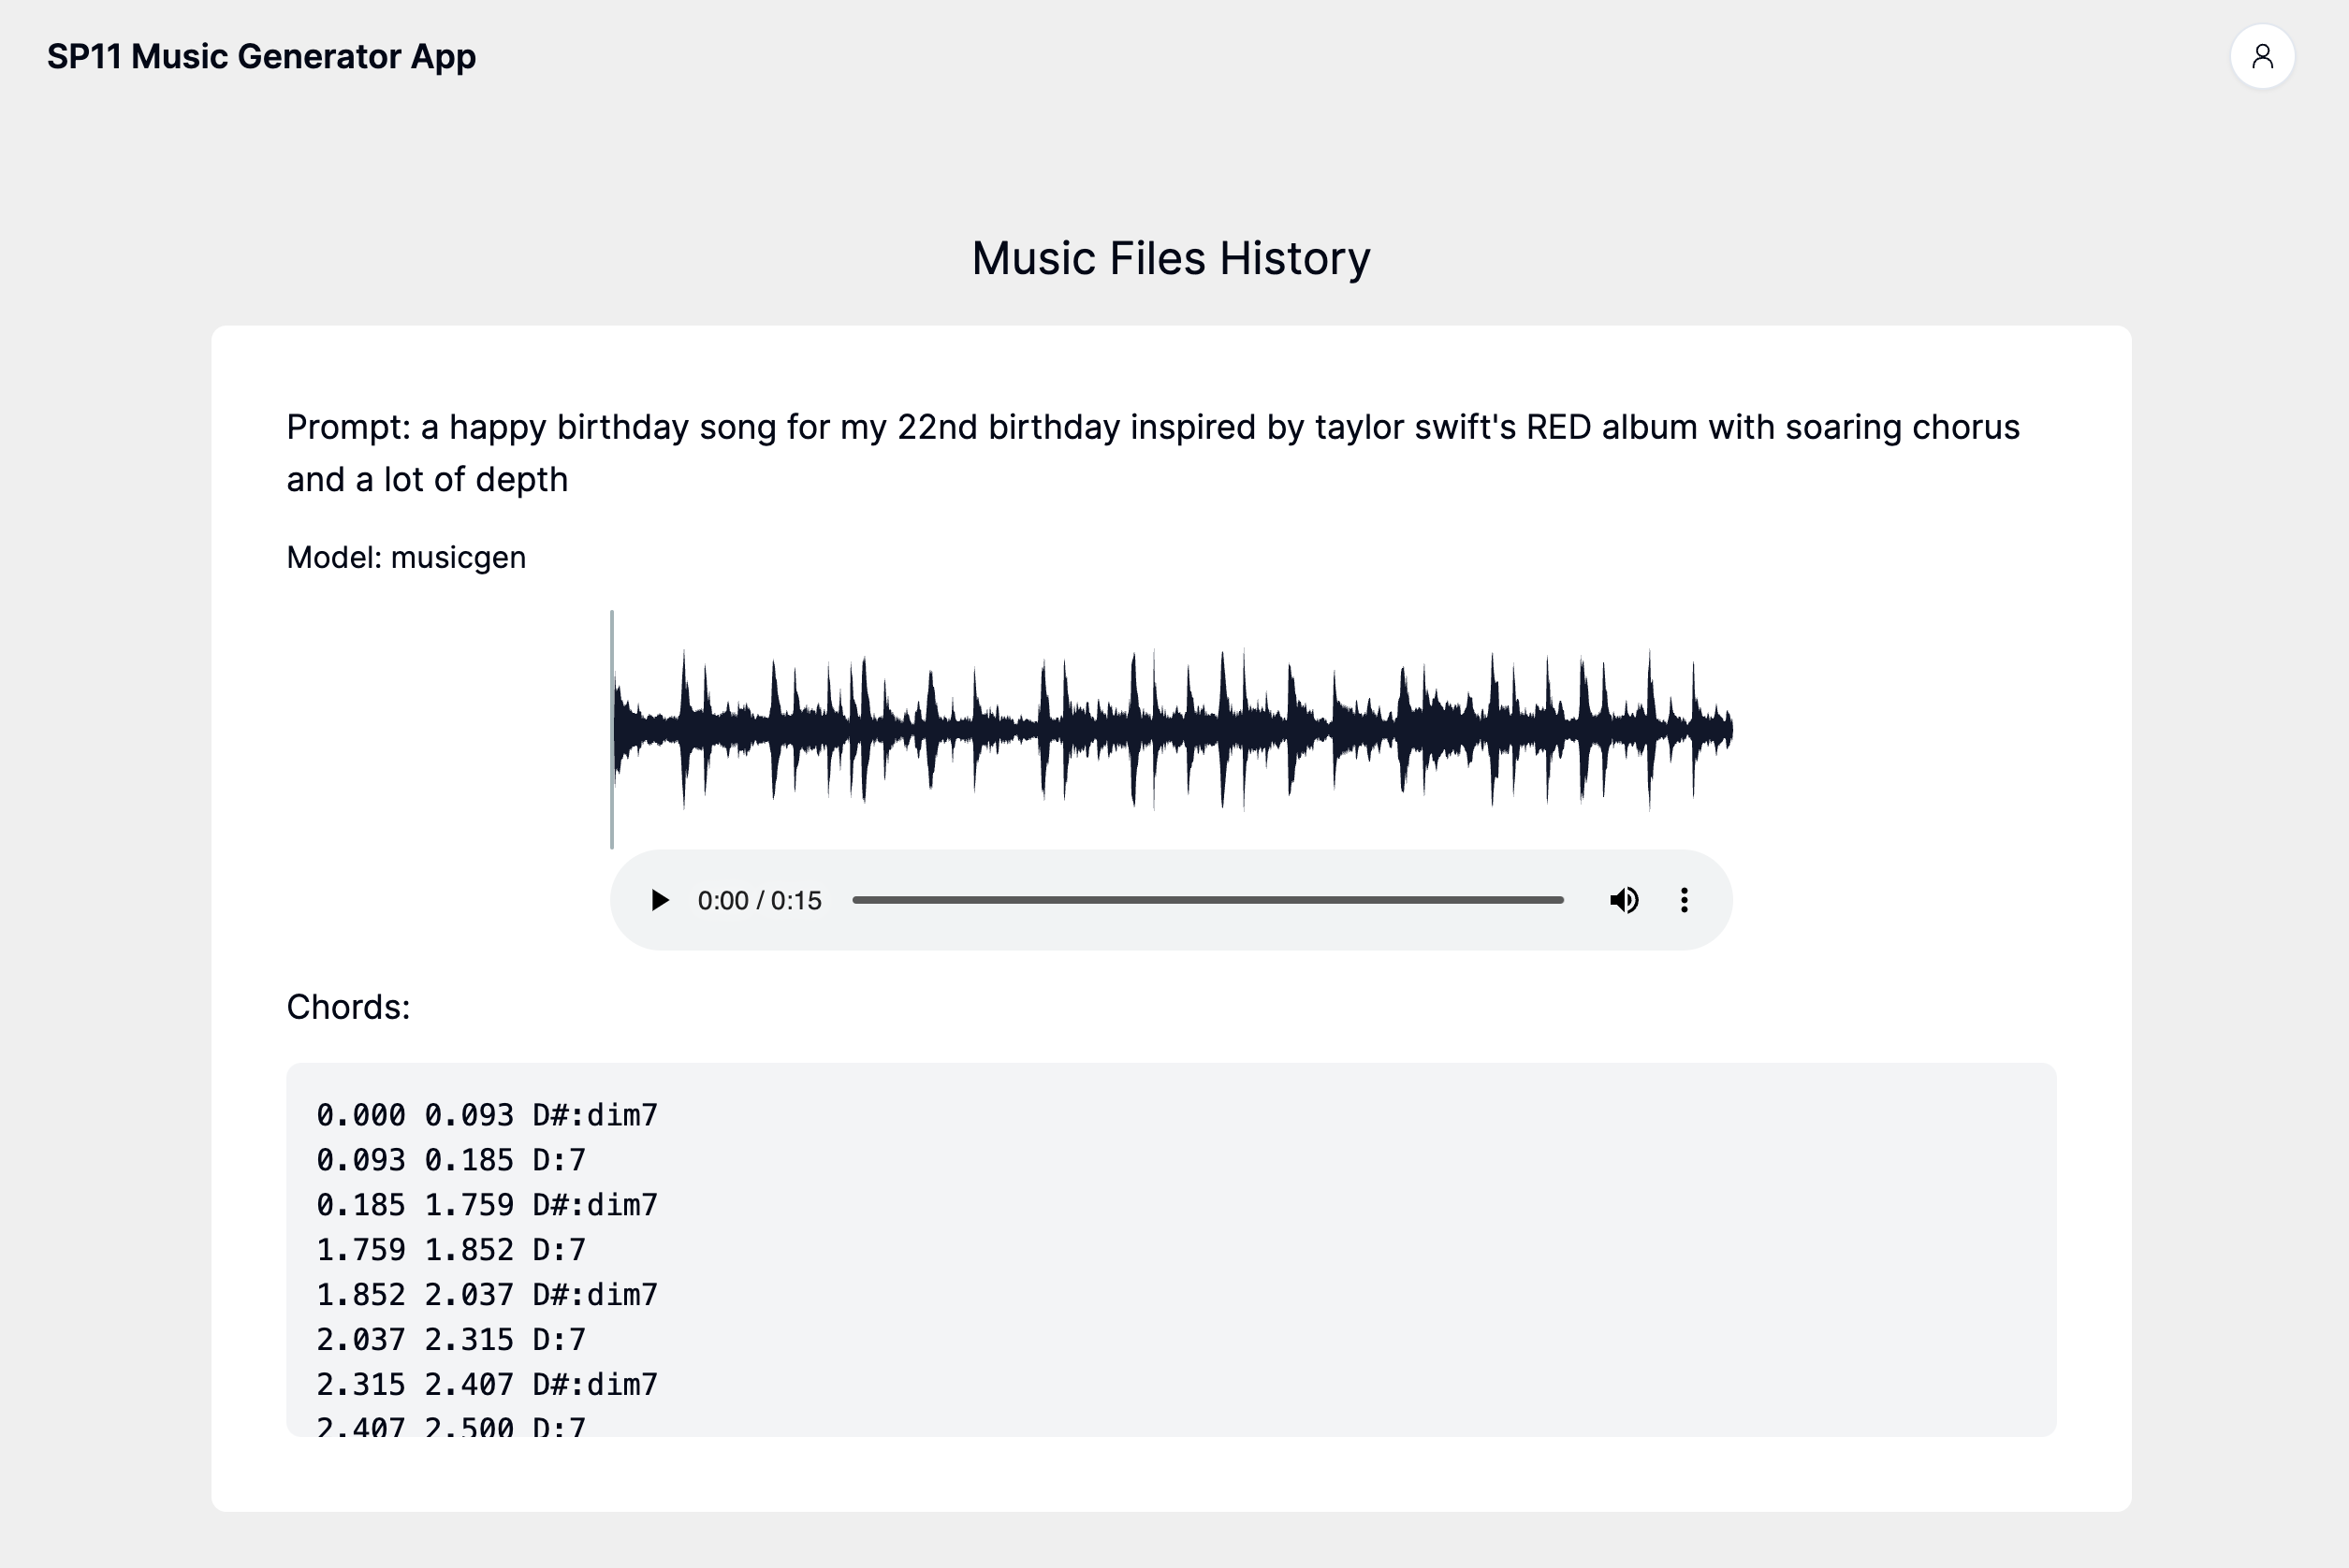 SP11 Music Generator App
Music Files History
Prompt: a happy birthday song for my 22nd birthday inspired by taylor swift's RED album with soaring chorus
and a lot of depth
Model: musicgen
0:00 / 0:15
Chords:
0.000 0.093 D#:dim7
0.093 0.185 D:7
0.185 1.759 D#:dim7
1.759 1.852 D:7
1.852 2.037 D#:dim7
2.037 2.315 D:7
2.315 2.407 D#:dim7
2.407 2.500 D:7